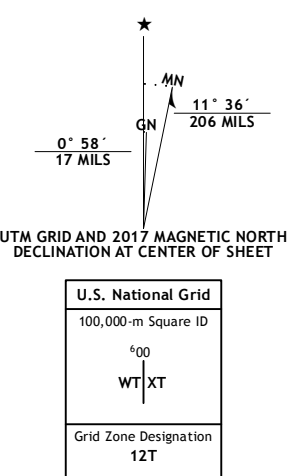 ★
MN
GN
11° 36´
206 MILS
0° 58´
17 MILS
UTM GRID AND 2017 MAGNETIC NORTH
DECLINATION AT CENTER OF SHEET
U.S. National Grid
100,000-m Square ID
⁶00
WT XT
Grid Zone Designation
12T